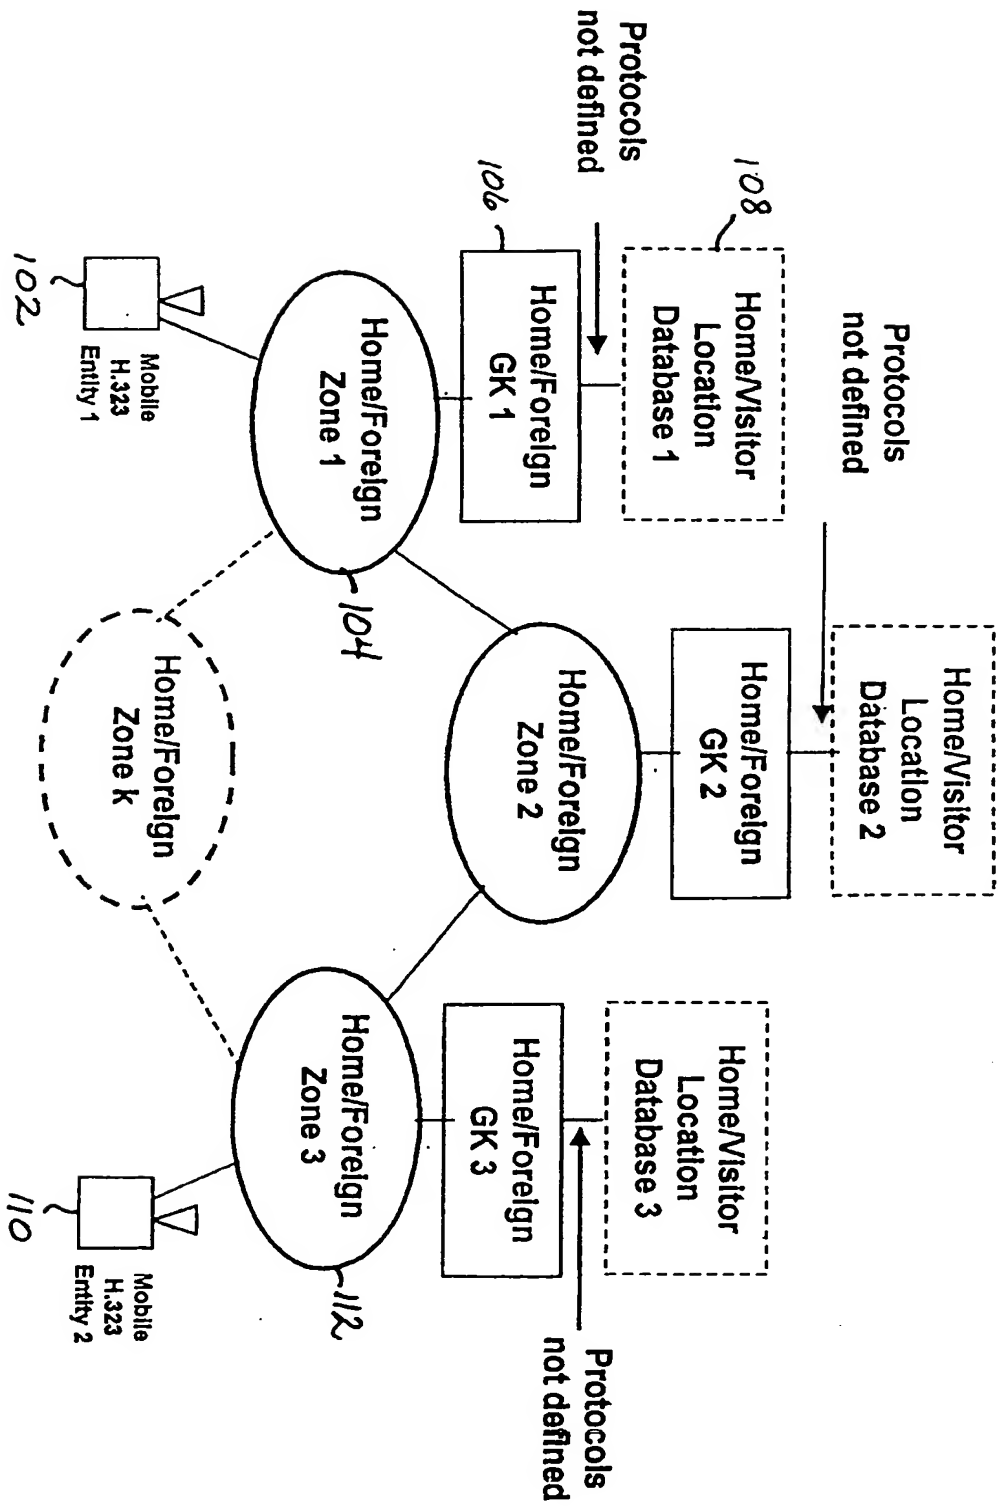 Protocols
not defined
Home/Visitor
Location
Database 2
Protocols
not defined
108
Home/Visitor
Location
Database 1
Home/Visitor
Location
Database 3
Protocols
not defined
106
Home/Foreign
GK 1
Home/Foreign
GK 2
Home/Foreign
GK 3
Home/Foreign
Zone 1
104
Home/Foreign
Zone 2
Home/Foreign
Zone 3
112
Home/Foreign
Zone k
102
Mobile
H.323
Entity 1
110
Mobile
H.323
Entity 2